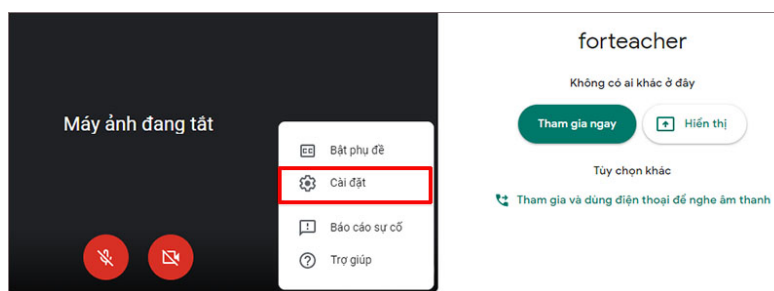 Máy ảnh đang tắt
CC Bật phụ đề
Cài đặt
Báo cáo sự cố
Trợ giúp
forteacher
Không có ai khác ở đây
Tham gia ngay
Hiển thị
Tùy chọn khác
Tham gia và dùng điện thoại để nghe âm thanh